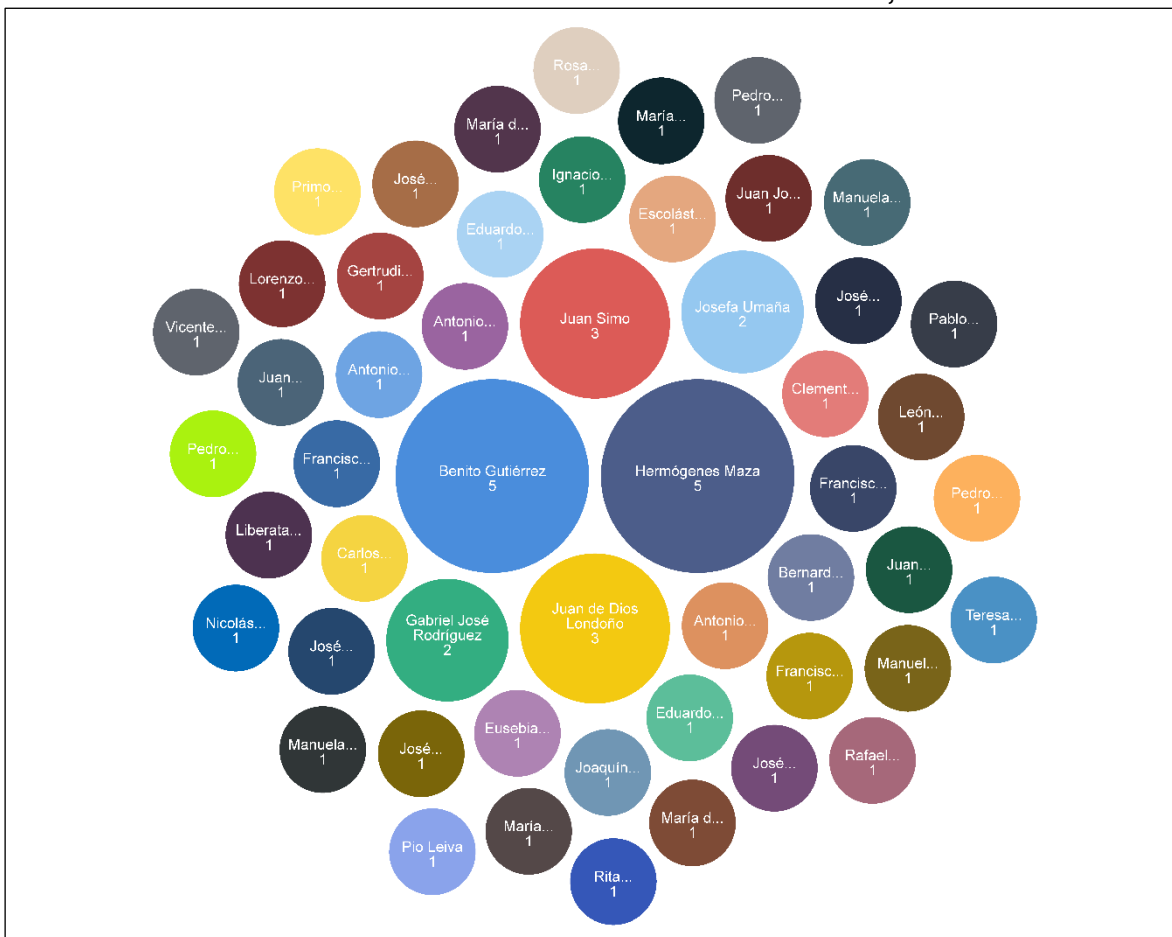 Rosa...
1
María...
1
Pedro...
1
María d...
1
Ignacio...
1
José...
1
Primo...
1
Escolást...
1
Juan Jo...
1
Manuela...
1
Eduardo...
1
Gertrudi...
1
Lorenzo...
1
Juan Simo
3
Josefa Umaña
2
José...
1
Pablo...
1
Vicente...
1
Antonio...
1
Juan...
1
Antonio...
1
Clement...
1
León...
1
Pedro...
1
Francisc...
1
Benito Gutiérrez
5
Hermógenes Maza
5
Francisc...
1
Pedro...
1
Liberata...
1
Carlos...
1
Bernard...
1
Juan...
1
Nicolás...
1
José...
1
Gabriel José
Rodríguez
2
Juan de Dios
Londoño
3
Antonio...
1
Teresa...
1
Francisc...
1
Manuel...
1
Manuela...
1
José...
1
Eusebia...
1
Eduardo...
1
Joaquín...
1
José...
1
Rafael...
1
Pio Leiva
1
María...
1
María d...
1
Rita...
1